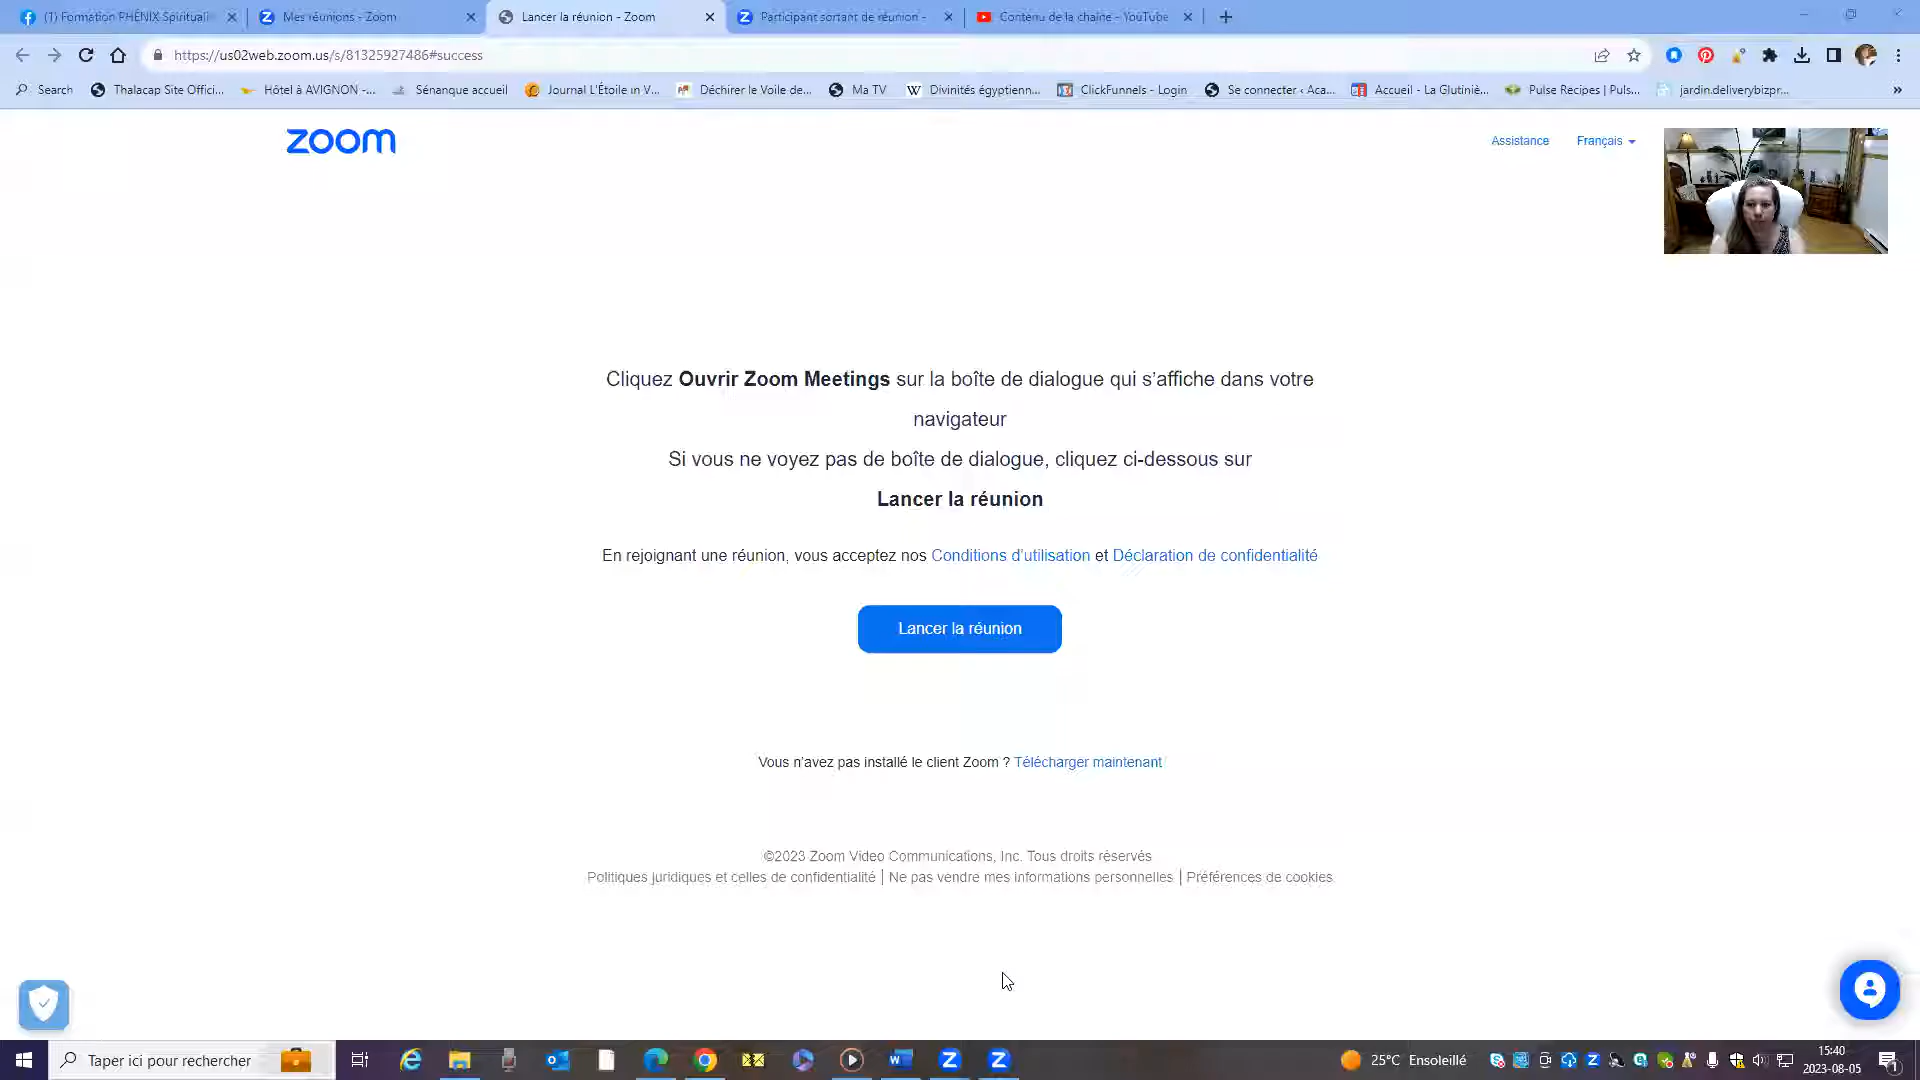 (1) Formation PHÉNIX Spirituali
Mes réunions - Zoom
Lancer la réunion - Zoom
Participant sortant de réunion -
Contenu de la chaîne - YouTube
https://us02web.zoom.us/s/81325927486#success
Search
Thalacap Site Offici...
Hôtel à AVIGNON -...
Sénanque accueil
Journal L'Étoile in V...
Déchirer le Voile de...
Ma TV
Divinités égyptienn...
ClickFunnels - Login
Se connecter ‹ Aca...
Accueil - La Glutiniè...
Pulse Recipes | Puls...
jardin.deliverybizpr...
»
zoom
Assistance
Français
Cliquez Ouvrir Zoom Meetings sur la boîte de dialogue qui s’affiche dans votre
navigateur
Si vous ne voyez pas de boîte de dialogue, cliquez ci-dessous sur
Lancer la réunion
En rejoignant une réunion, vous acceptez nos Conditions d’utilisation et Déclaration de confidentialité
Lancer la réunion
Vous n’avez pas installé le client Zoom ? Télécharger maintenant
©2023 Zoom Video Communications, Inc. Tous droits réservés
Politiques juridiques et celles de confidentialité | Ne pas vendre mes informations personnelles | Préférences de cookies
Taper ici pour rechercher
25°C Ensoleillé
15:40
2023-08-05